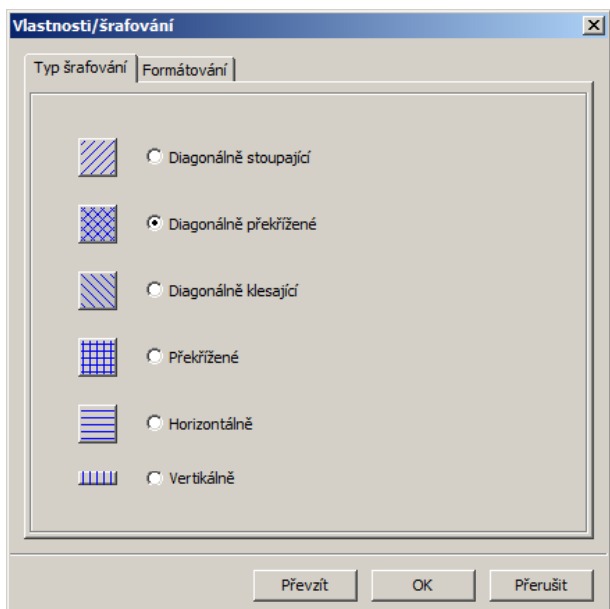 Vlastnosti/šrafování
Typ šrafování Formátování
Diagonálně stoupající
Diagonálně překřížené
Diagonálně klesající
Překřížené
Horizontálně
Vertikálně
Převzít OK Přerušit